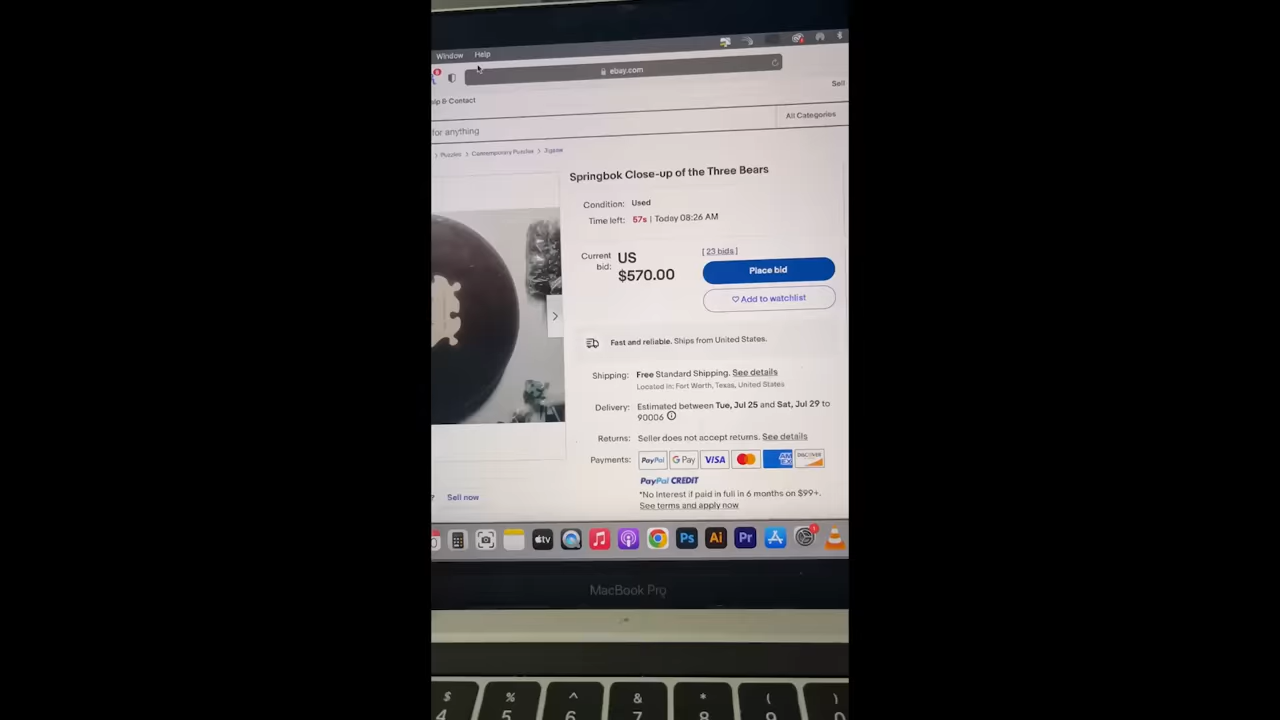 Window Help
ebay.com
Help & Contact
Sell
for anything
All Categories
> Puzzles > Contemporary Puzzles > Jigsaw
Springbok Close-up of the Three Bears
Condition: Used
Time left: 57s | Today 08:26 AM
Current bid:
US $570.00
[ 23 bids ]
Place bid
Add to watchlist
Fast and reliable. Ships from United States.
Shipping: Free Standard Shipping. See details
Located in: Fort Worth, Texas, United States
Delivery: Estimated between Tue, Jul 25 and Sat, Jul 29 to
90006
Returns: Seller does not accept returns. See details
Payments: PayPal G Pay VISA AM EX DISCOVER
PayPal CREDIT
*No Interest if paid in full in 6 months on $99+.
See terms and apply now
? Sell now
tv Ps Ai Pr
MacBook Pro
$ % ^ & * ( )
4 5 6 7 8 9 0